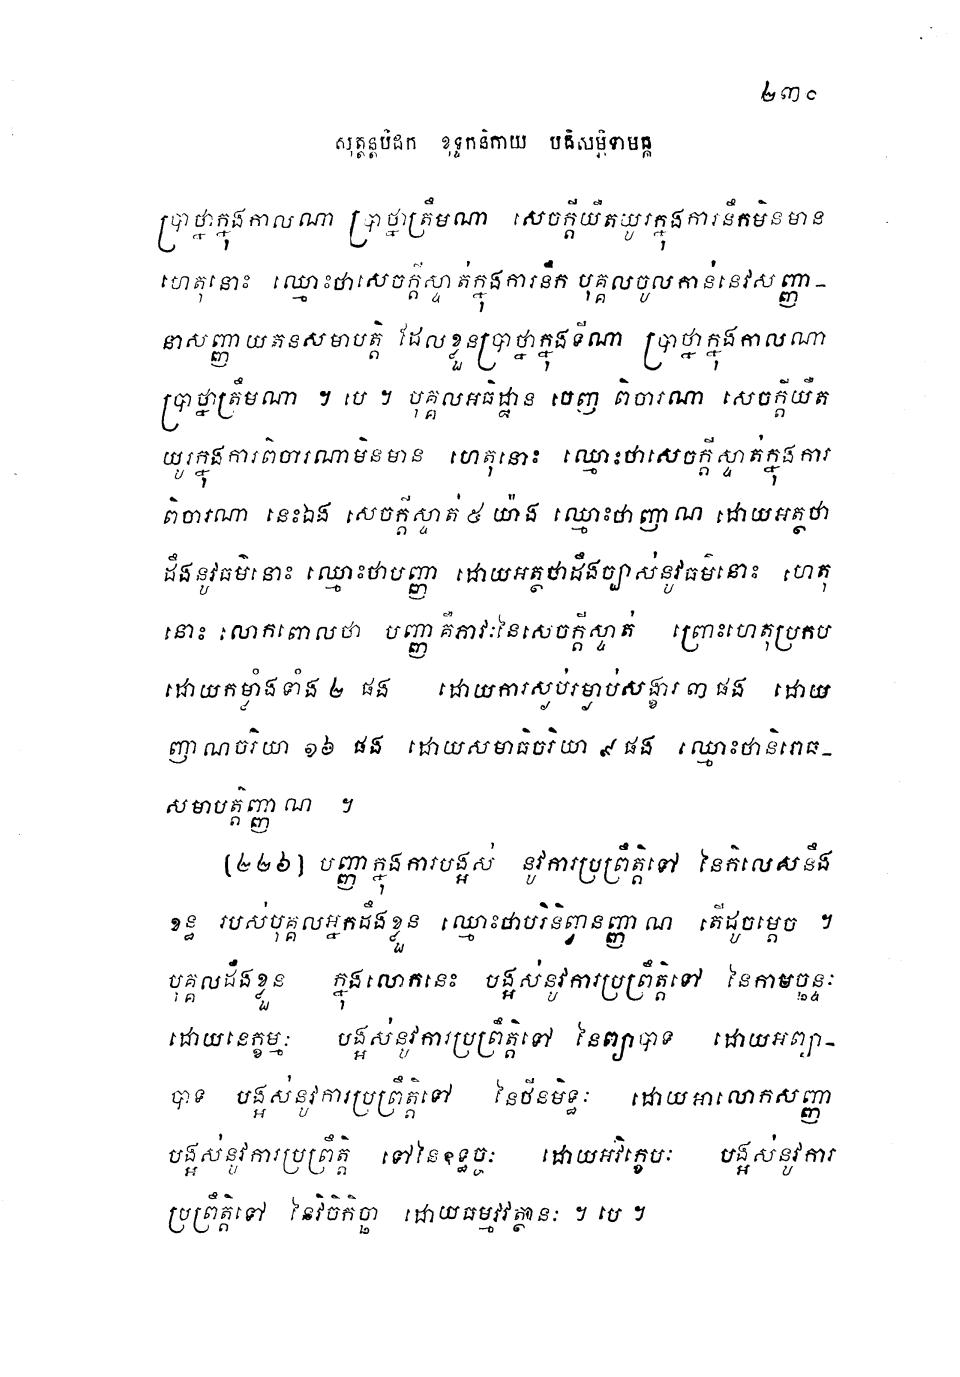 ២៣០
សុត្តន្តបិដក ខុទ្ទកនិកាយ បដិសម្ភិទាមគ្គ
ប្រាថ្នាក្នុងកាលណា ប្រាថ្នាត្រឹមណា សេចក្តីយឺតយូរក្នុងការនឹកមិនមាន
ហេតុនោះ ឈ្មោះថាសេចក្តីស្ទាត់ក្នុងការនឹក បុគ្គលចូលកាន់នេវសញ្ញា-
នាសញ្ញាយតនសមាបត្តិ ដែលខ្លួនប្រាថ្នាក្នុងទីណា ប្រាថ្នាក្នុងកាលណា
ប្រាថ្នាត្រឹមណា ។ បេ ។ បុគ្គលអធិដ្ឋាន ចេញ ពិចារណា សេចក្តីយឺត
យូរក្នុងការពិចារណាមិនមាន ហេតុនោះ ឈ្មោះថាសេចក្តីស្ទាត់ក្នុងការ
ពិចារណា នេះឯង សេចក្តីស្ទាត់ ៥ យ៉ាង ឈ្មោះថាញាណ ដោយអត្ថថា
ដឹងនូវធម៌នោះ ឈ្មោះថាបញ្ញា ដោយអត្ថថាដឹងច្បាស់នូវធម៌នោះ ហេតុ
នោះ លោកពោលថា បញ្ញាគឺភាវៈនៃសេចក្តីស្ទាត់ ព្រោះហេតុប្រកប
ដោយកម្លាំងទាំង ២ ផង ដោយការស្ងប់រម្ងាប់សង្ខារ ៣ ផង ដោយ
ញាណចរិយា ១៦ ផង ដោយសមាធិចរិយា ៩ ផង ឈ្មោះថានិរោធ-
សមាបត្តិញ្ញាណ ។
(២២៦) បញ្ញាក្នុងការបង្អស់ នូវការប្រព្រឹត្តិទៅ នៃកិលេសនឹង
ខន្ធ របស់បុគ្គលអ្នកដឹងខ្លួន ឈ្មោះថាបរិនិព្វានញ្ញាណ តើដូចម្តេច ។
បុគ្គលដឹងខ្លួន ក្នុងលោកនេះ បង្អស់នូវការប្រព្រឹត្តិទៅ នៃកាមច្ឆន្ទៈ
ដោយនេក្ខម្មៈ បង្អស់នូវការប្រព្រឹត្តិទៅ នៃព្យាបាទ ដោយអព្យា-
បាទ បង្អស់នូវការប្រព្រឹត្តិទៅ នៃថីនមិទ្ធៈ ដោយអាលោកសញ្ញា
បង្អស់នូវការប្រព្រឹត្តិ ទៅនៃឧទ្ធច្ចៈ ដោយអវិក្ខេបៈ បង្អស់នូវការ
ប្រព្រឹត្តិទៅ នៃវិចិកិច្ឆា ដោយធម្មវវត្ថានៈ ។ បេ ។